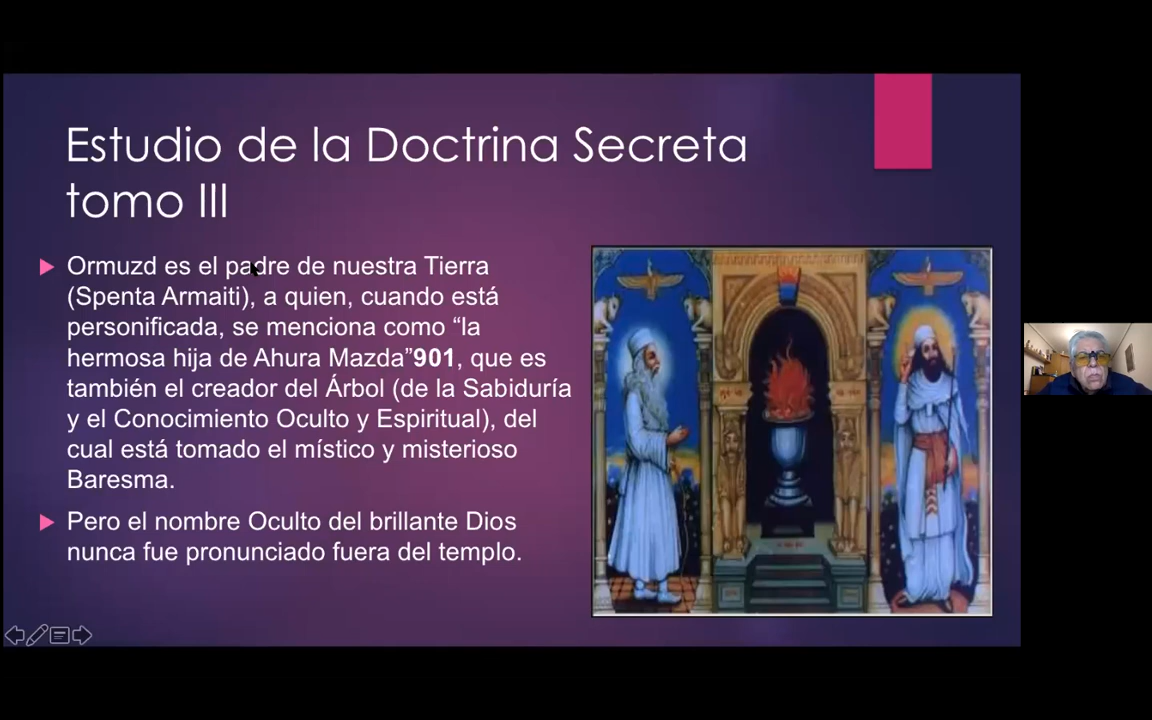 Estudio de la Doctrina Secreta
tomo III
Ormuzd es el padre de nuestra Tierra
(Spenta Armaiti), a quien, cuando está
personificada, se menciona como “la
hermosa hija de Ahura Mazda”901, que es
también el creador del Árbol (de la Sabiduría
y el Conocimiento Oculto y Espiritual), del
cual está tomado el místico y misterioso
Baresma.
Pero el nombre Oculto del brillante Dios
nunca fue pronunciado fuera del templo.